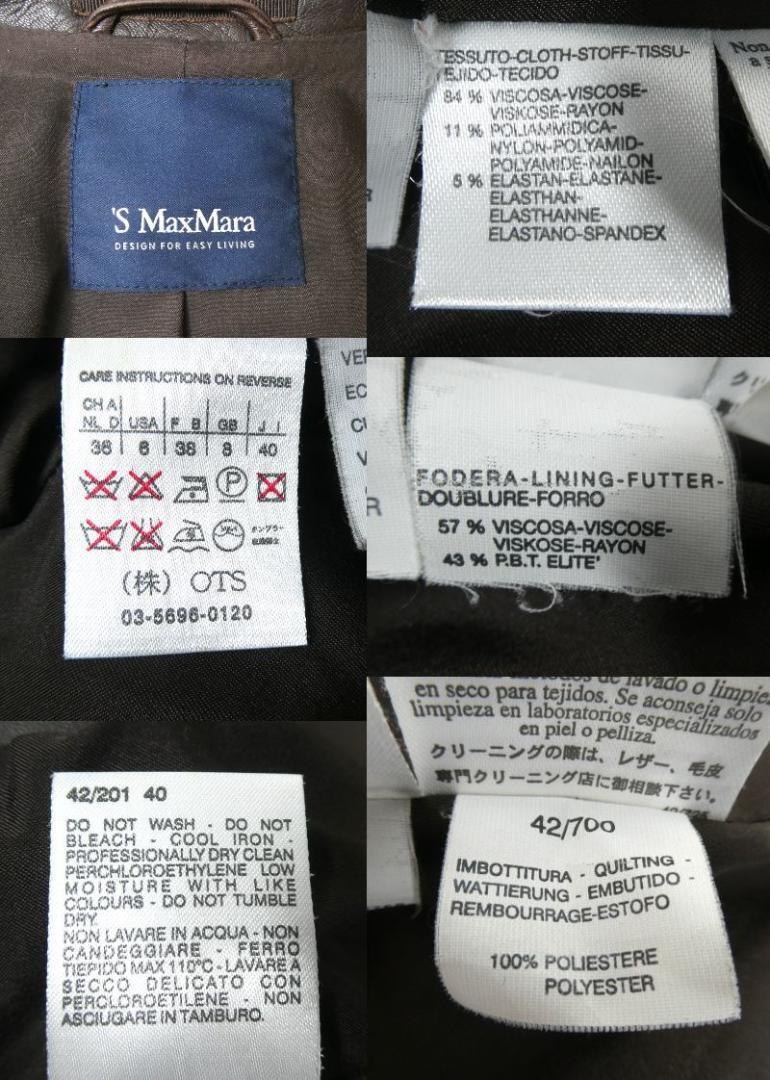 'S MaxMara
DESIGN FOR EASY LIVING
TESSUTO-CLOTH-STOFF-TISSU-
TEJIDO-TECIDO
84 % VISCOSA-VISCOSE-
VISKOSE-RAYON
11 % POLIAMMIDICA-
NYLON-POLYAMID-
POLYAMIDE-NAILON
5 % ELASTAN-ELASTANE-
ELASTHAN-
ELASTHANNE-
ELASTANO-SPANDEX
Non
CARE INSTRUCTIONS ON REVERSE
CH A
NL D USA F B GB J I
36 6 38 8 40
(株) OTS
03-5696-0120
VER
R
FODERA-LINING-FUTTER-
DOUBLURE-FORRO
57 % VISCOSA-VISCOSE-
VISKOSE-RAYON
43 % P.B.T. ELITE'
42/201 40
DO NOT WASH - DO NOT
BLEACH - COOL IRON -
PROFESSIONALLY DRY CLEAN
PERCHLOROETHYLENE LOW
MOISTURE WITH LIKE
COLOURS - DO NOT TUMBLE
DRY.
NON LAVARE IN ACQUA - NON
CANDEGGIARE - FERRO
TIEPIDO MAX 110°C - LAVARE A
SECCO DELICATO CON
PERCLOROETILENE - NON
ASCIUGARE IN TAMBURO.
de lavado o limpie
en seco para tejidos. Se aconseja solo
limpieza en laboratorios especializados
en piel o pelliza.
クリーニングの際は、レザー、毛皮
専門クリーニング店に御相談下さい。
42/700
IMBOTTITURA - QUILTING -
WATTIERUNG - EMBUTIDO -
REMBOURRAGE-ESTOFO
100% POLIESTERE
POLYESTER